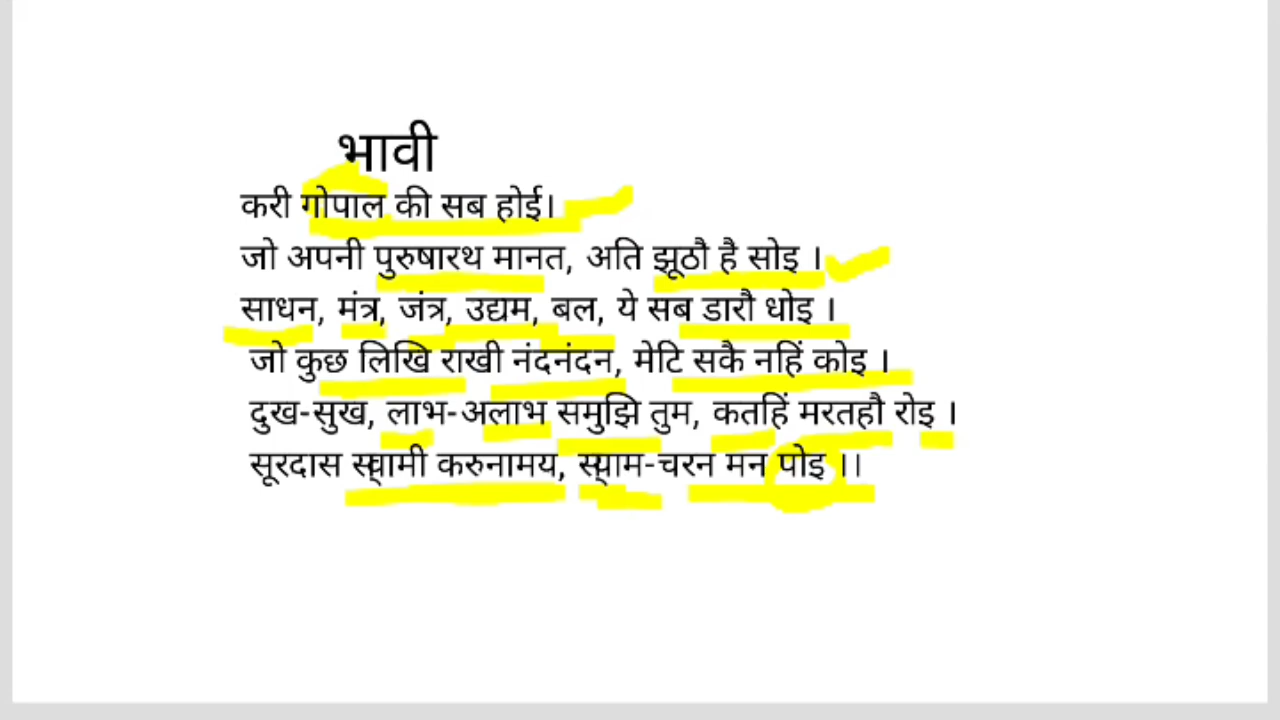 भावी
करी गोपाल की सब होई।
जो अपनी पुरुषारथ मानत, अति झूठौ है सोइ ।
साधन, मंत्र, जंत्र, उद्यम, बल, ये सब डारौ धोइ ।
जो कुछ लिखि राखी नंदनंदन, मेटि सकै नहिं कोइ ।
दुख-सुख, लाभ-अलाभ समुझि तुम, कतहिं मरतहौ रोइ ।
सूरदास स्वामी करुनामय, स्याम-चरन मन पोइ ।।